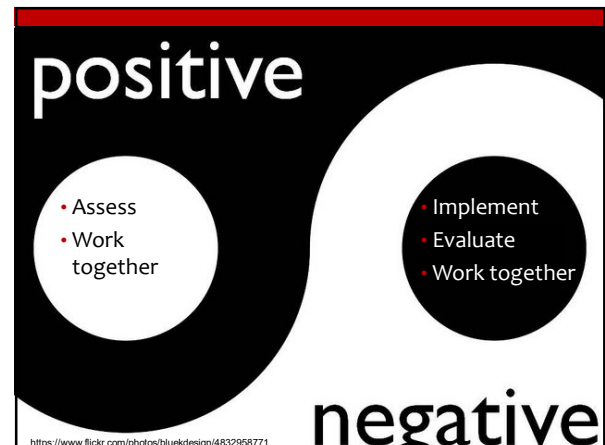 positive
• Assess
• Work
together
• Implement
• Evaluate
• Work together
negative
https://www.flickr.com/photos/bluekdesign/4832958771